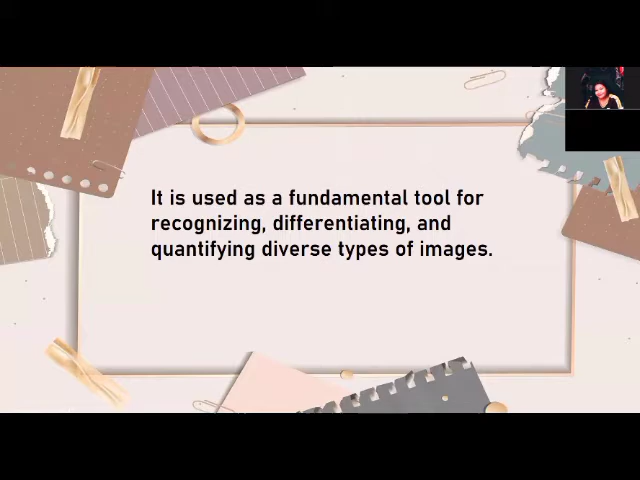 It is used as a fundamental tool for
recognizing, differentiating, and
quantifying diverse types of images.